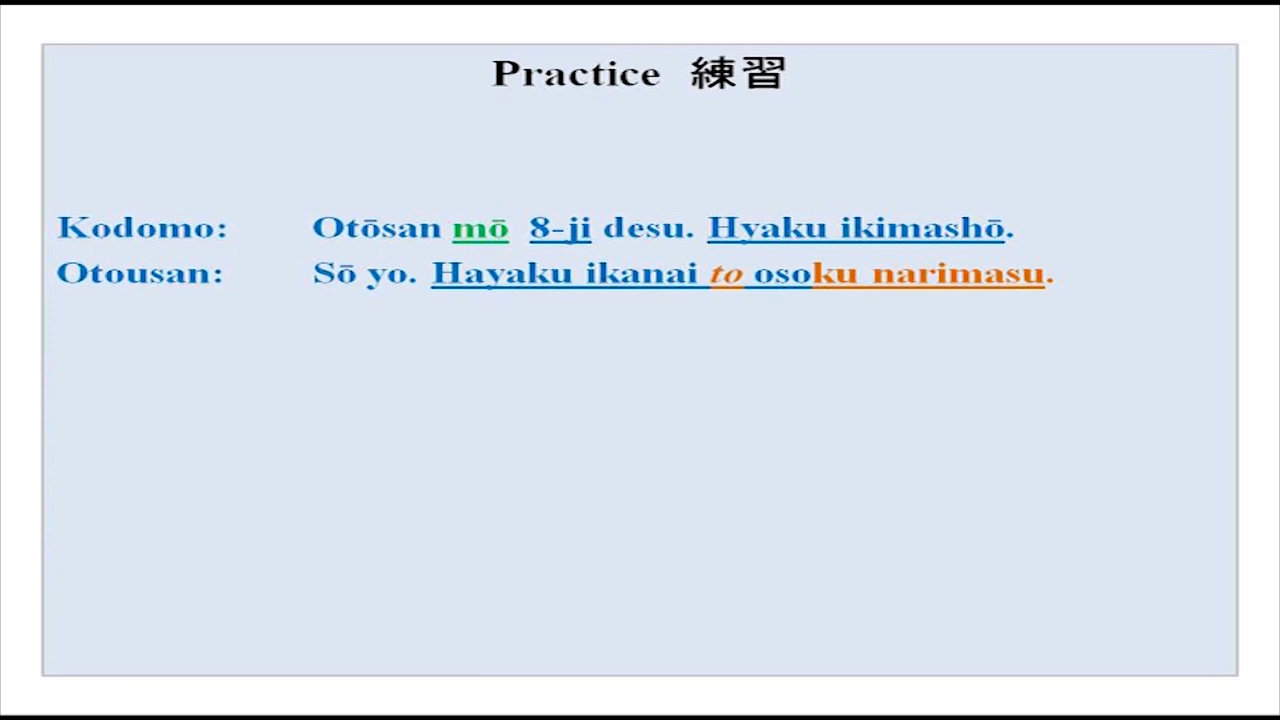 Practice 練習
Kodomo: Otōsan mō 8-ji desu. Hyaku ikimashō.
Otousan: Sō yo. Hayaku ikanai to osoku narimasu.